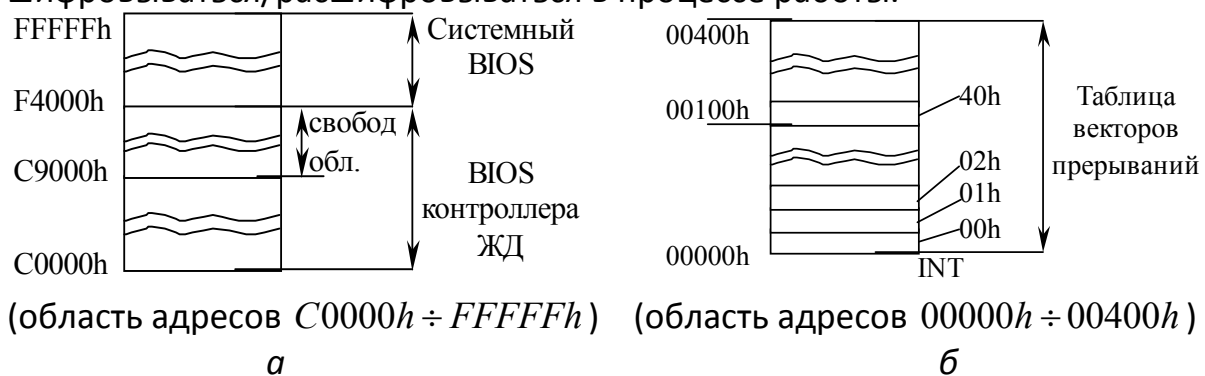 шифровываться/расшифровываться в процессе работы.
FFFFFh
Системный
BIOS
F4000h
свобод
обл.
C9000h
BIOS
контроллера
ЖД
C0000h
00400h
40h
00100h
Таблица
векторов
прерываний
02h
01h
00h
00000h
INT
(область адресов C0000h ÷ FFFFFh)
(область адресов 00000h ÷ 00400h)
а
б